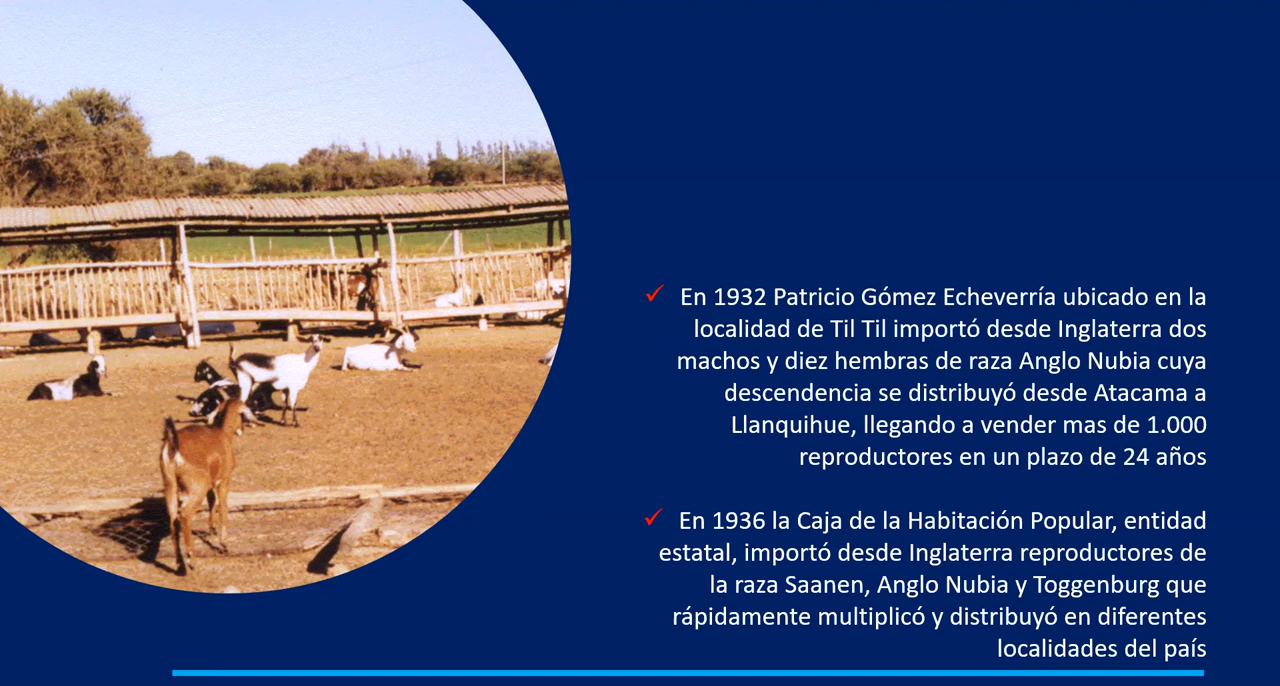 En 1932 Patricio Gómez Echeverría ubicado en la
localidad de Til Til importó desde Inglaterra dos
machos y diez hembras de raza Anglo Nubia cuya
descendencia se distribuyó desde Atacama a
Llanquihue, llegando a vender mas de 1.000
reproductores en un plazo de 24 años
En 1936 la Caja de la Habitación Popular, entidad
estatal, importó desde Inglaterra reproductores de
la raza Saanen, Anglo Nubia y Toggenburg que
rápidamente multiplicó y distribuyó en diferentes
localidades del país